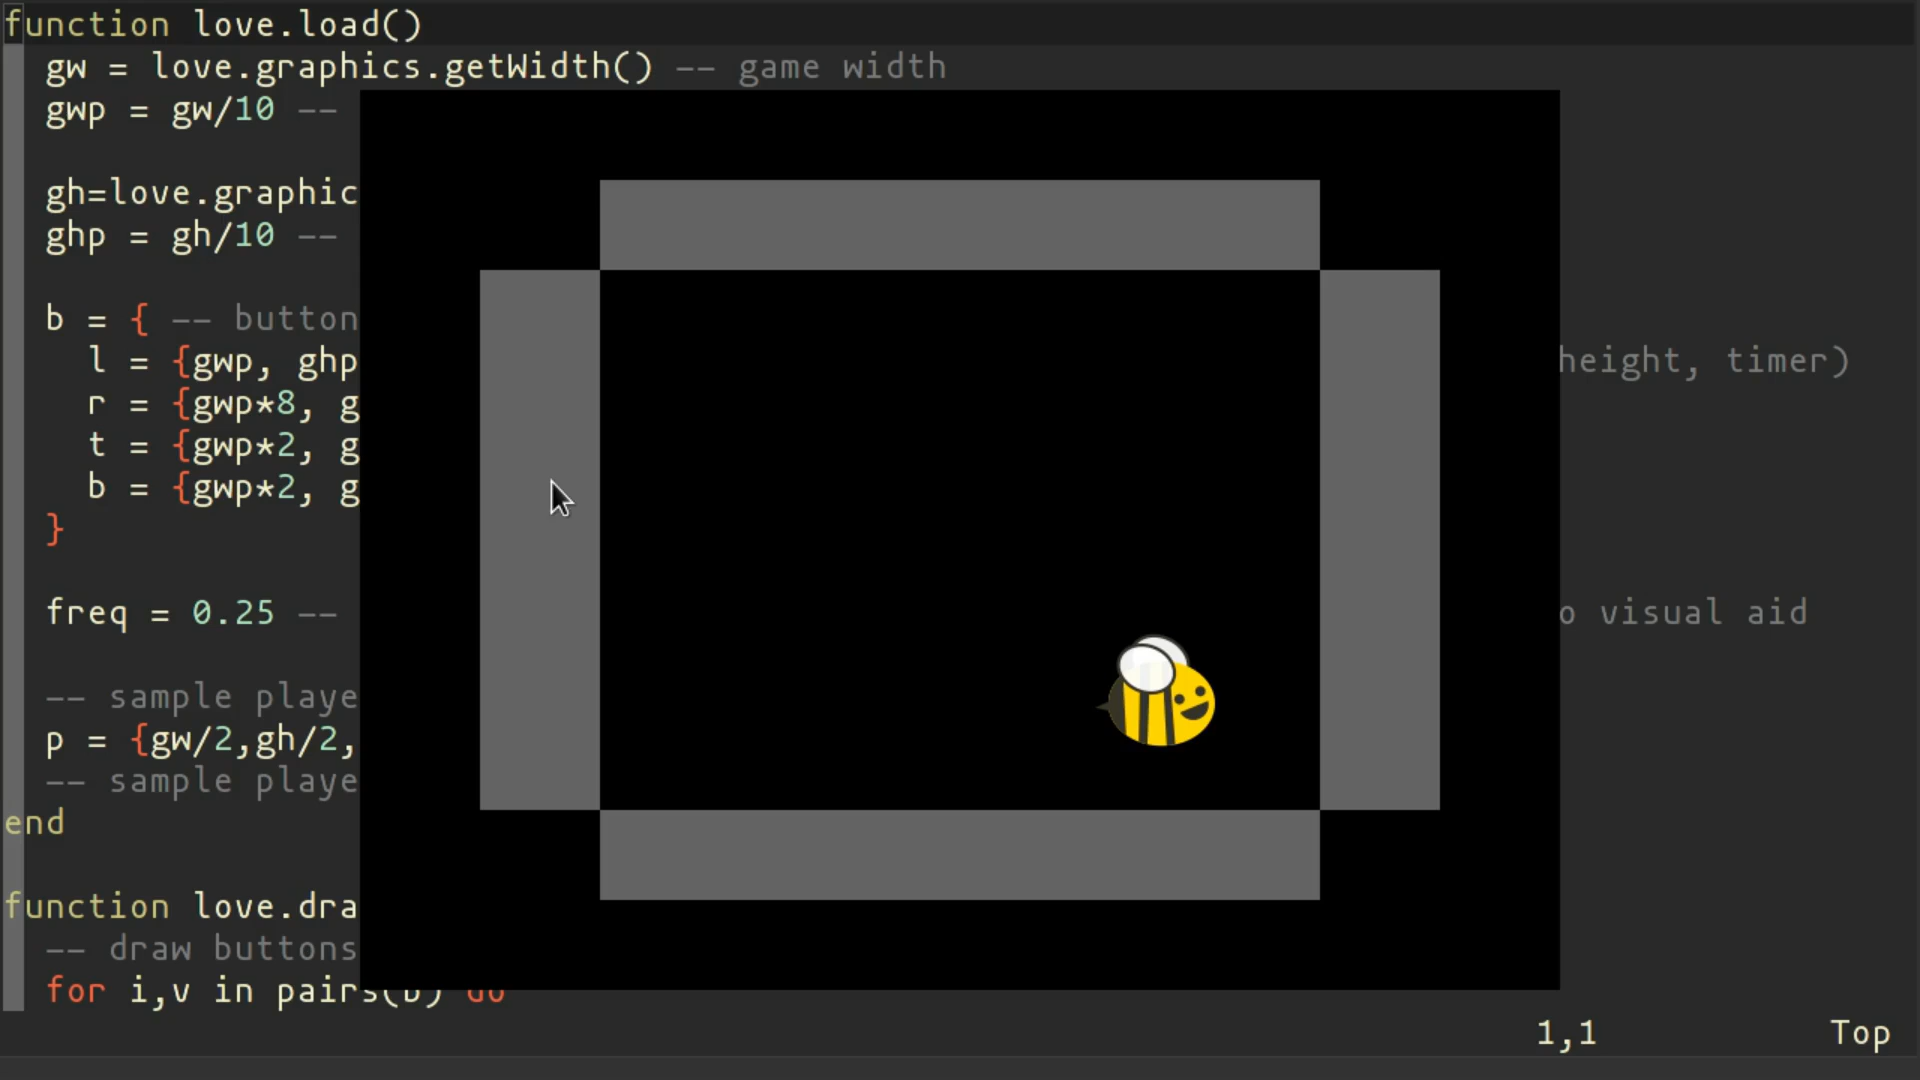 function love.load()
gw = love.graphics.getWidth() -- game width
gwp = gw/10 --
gh=love.graphic
ghp = gh/10 --
b = { -- button
l = {gwp, ghp height, timer)
r = {gwp*8, g
t = {gwp*2, g
b = {gwp*2, g
}
freq = 0.25 -- o visual aid
-- sample playe
p = {gw/2,gh/2,
-- sample playe
end
function love.dra
-- draw buttons
for i,v in pairs(b) do
1,1 Top